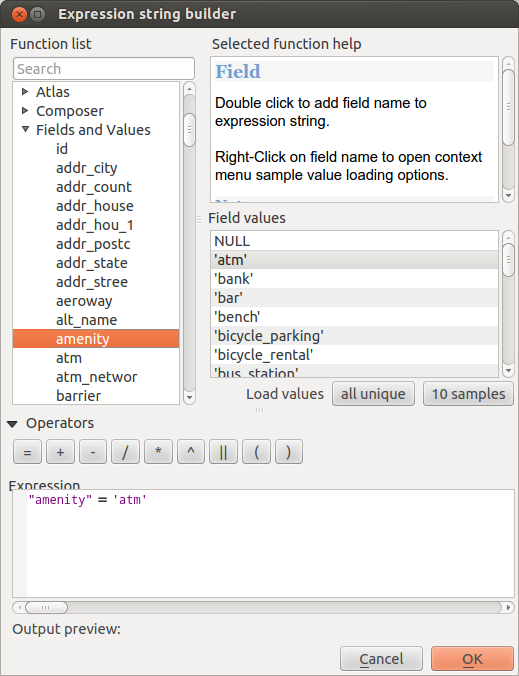 Expression string builder
Function list
Search
Atlas
Composer
Fields and Values
id
addr_city
addr_count
addr_house
addr_hou_1
addr_postc
addr_state
addr_stree
aeroway
alt_name
amenity
atm
atm_networ
barrier
Selected function help
Field
Double click to add field name to
expression string.
Right-Click on field name to open context
menu sample value loading options.
Field values
NULL
'atm'
'bank'
'bar'
'bench'
'bicycle_parking'
'bicycle_rental'
'bus_station'
Load values all unique 10 samples
Operators
= + - / * ^ || ( )
Expression
"amenity" = 'atm'
Output preview:
Cancel OK